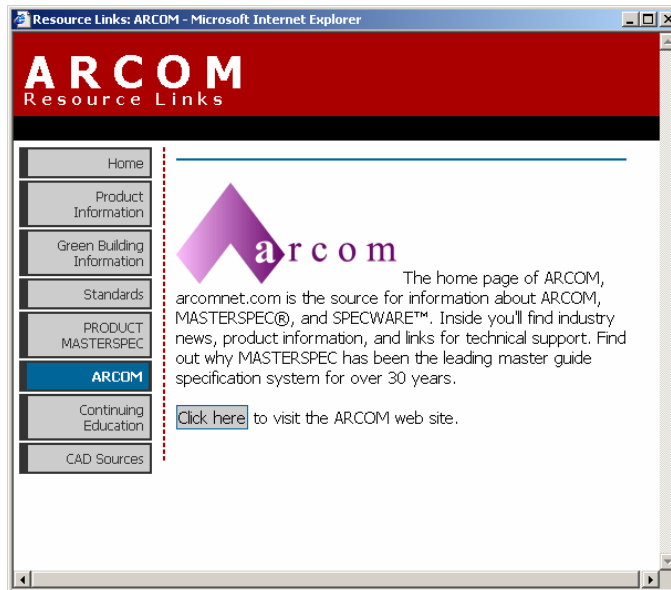 Resource Links: ARCOM - Microsoft Internet Explorer
ARCOM
Resource Links
Home
Product
Information
Green Building
Information
Standards
PRODUCT
MASTERSPEC
ARCOM
Continuing
Education
CAD Sources
arcom
The home page of ARCOM,
arcomnet.com is the source for information about ARCOM,
MASTERSPEC®, and SPECWARE™. Inside you'll find industry
news, product information, and links for technical support. Find
out why MASTERSPEC has been the leading master guide
specification system for over 30 years.
Click here to visit the ARCOM web site.